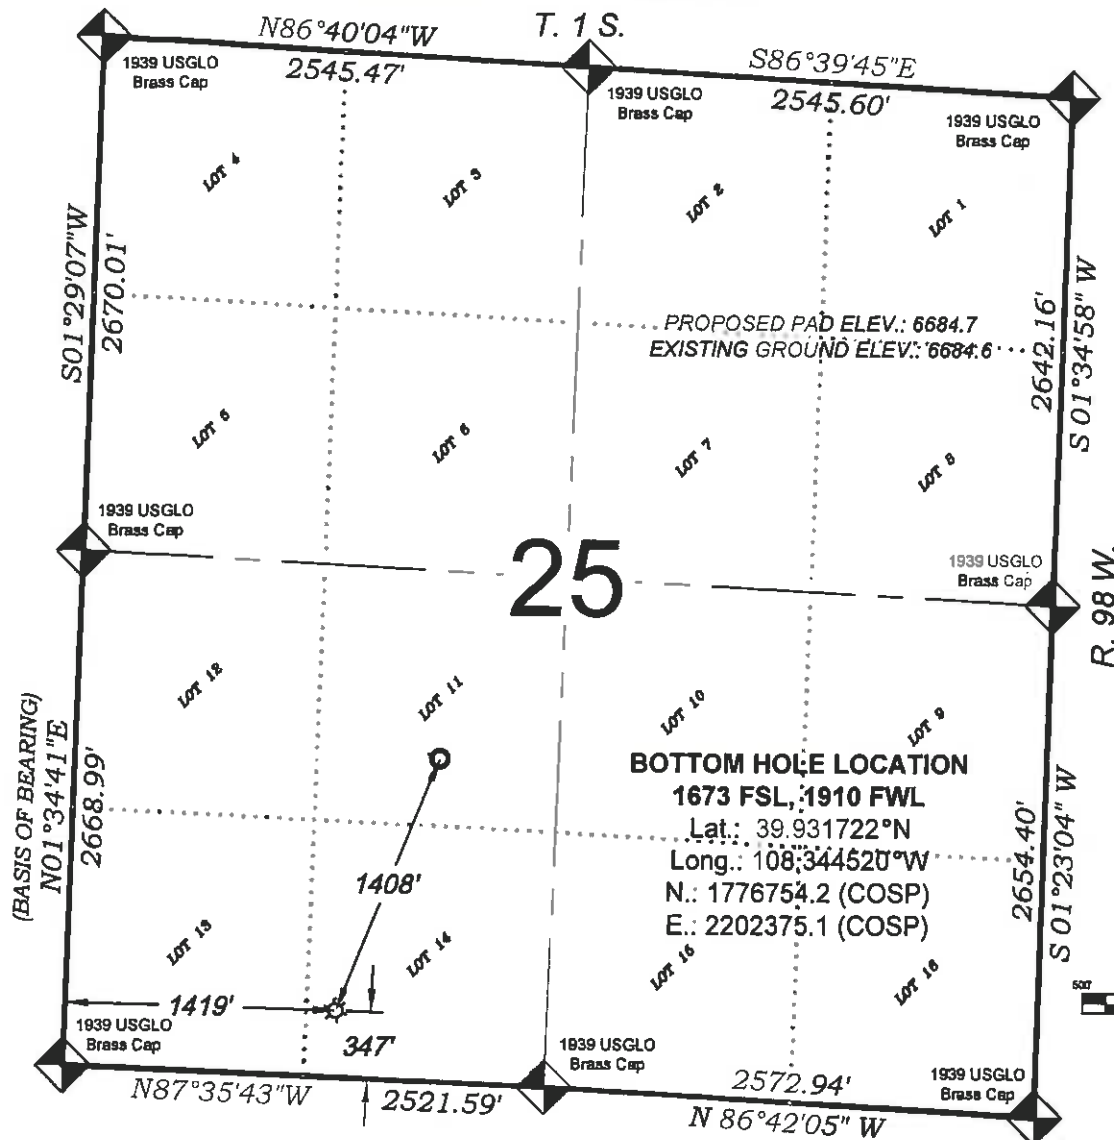 T. 1 S.
N86°40'04"W
2545.47'
S86°39'45"E
2545.60'
1939 USGLO
Brass Cap
1939 USGLO
Brass Cap
1939 USGLO
Brass Cap
LOT 4
LOT 3
LOT 2
LOT 1
S01°29'07"W
2670.01'
2642.16'
S 01°34'58" W
PROPOSED PAD ELEV.: 6684.7
EXISTING GROUND ELEV.: 6684.6
LOT 5
LOT 6
LOT 7
LOT 8
1939 USGLO
Brass Cap
25
1939 USGLO
Brass Cap
R. 98 W.
LOT 12
LOT 11
LOT 10
LOT 9
(BASIS OF BEARING)
N01°34'41"E
2668.99'
BOTTOM HOLE LOCATION
1673 FSL, 1910 FWL
Lat.: 39.931722°N
Long.: 108.344520°W
N.: 1776754.2 (COSP)
E.: 2202375.1 (COSP)
2654.40'
S 01°23'04" W
1408'
LOT 13
LOT 14
LOT 15
LOT 16
500'
1419'
347'
1939 USGLO
Brass Cap
1939 USGLO
Brass Cap
1939 USGLO
Brass Cap
N87°35'43"W
2521.59'
2572.94'
N 86°42'05" W